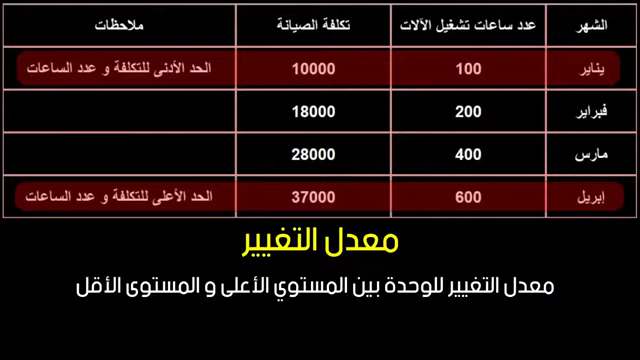 الشهر عدد ساعات تشغيل الآلات تكلفة الصيانة ملاحظات
يناير 100 10000 الحد الأدنى للتكلفة و عدد الساعات
فبراير 200 18000
مارس 400 28000
إبريل 600 37000 الحد الأعلى للتكلفة و عدد الساعات
معدل التغيير
معدل التغيير للوحدة بين المستوي الأعلى و المستوى الأقل